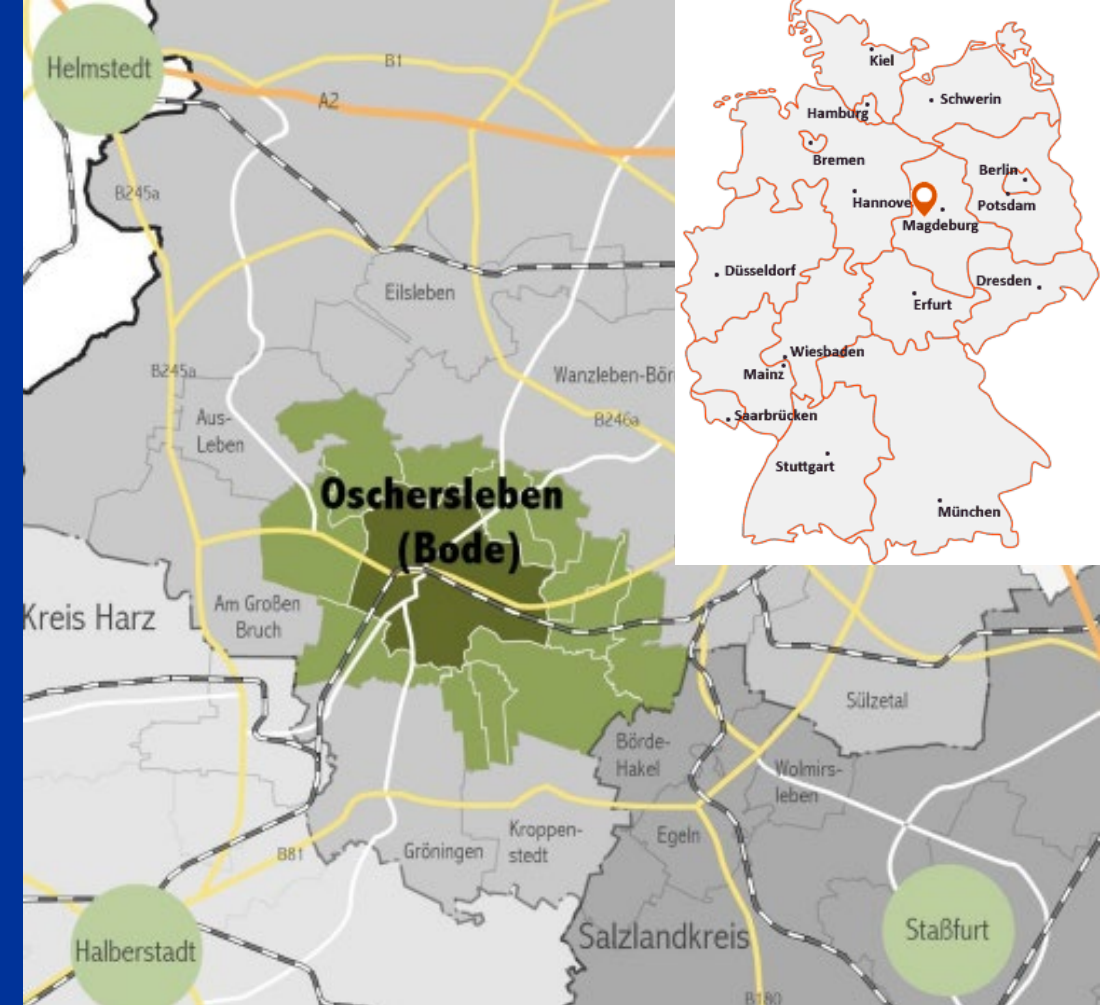 Helmstedt
B1
A2
B245a
Eilsleben
B245a
Wanzleben-Bör
Aus-
Leben
B246a
Oschersleben
(Bode)
Am Großen
Bruch
Kreis Harz
Sülzetal
Börde-
Hakel
Wolmirs-
leben
Kroppen-
stedt
Egeln
Gröningen
B81
Halberstadt
Salzlandkreis
Staßfurt
B180
Kiel
Schwerin
Hamburg
Bremen
Berlin
Hannove
Potsdam
Magdeburg
Düsseldorf
Dresden
Erfurt
Wiesbaden
Mainz
Saarbrücken
Stuttgart
München